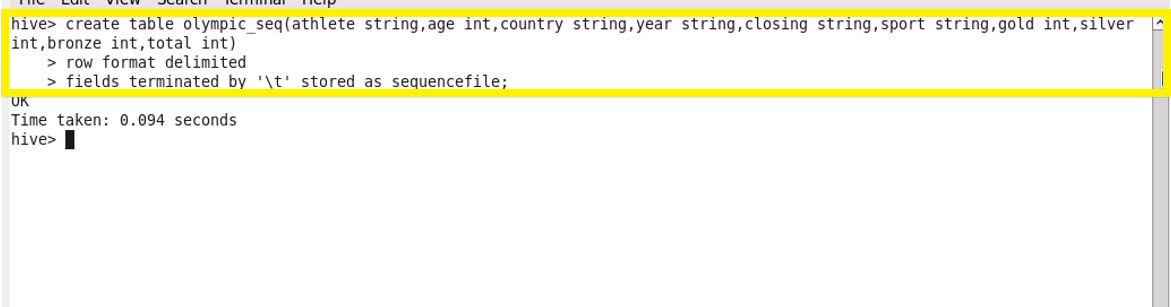 File Edit View Search Terminal Help
hive> create table olympic_seq(athlete string,age int,country string,year string,closing string,sport string,gold int,silver
int,bronze int,total int)
    > row format delimited
    > fields terminated by '\t' stored as sequencefile;
OK
Time taken: 0.094 seconds
hive>